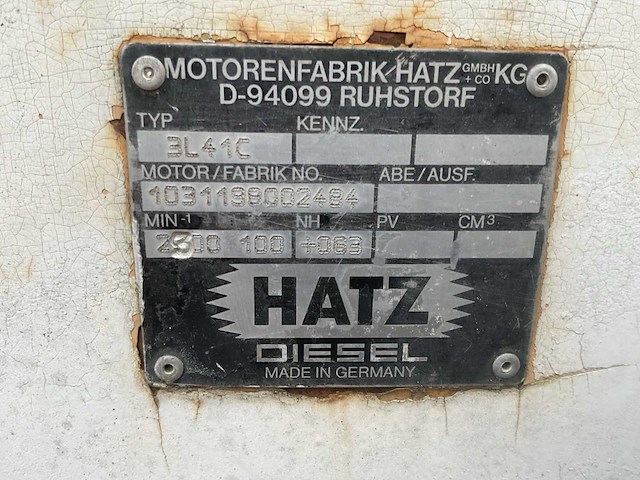 MOTORENFABRIK HATZ GMBH + CO KG
D-94099 RUHSTORF
TYP KENNZ.
3L41C
MOTOR/FABRIK NO. ABE/AUSF.
MIN-¹ NH PV CM³
100 +063
HATZ
DIESEL
MADE IN GERMANY